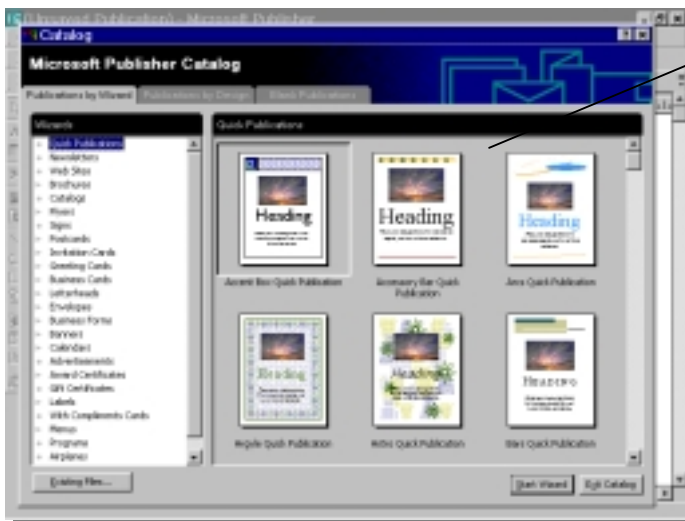 (Unsaved Publication) - Microsoft Publisher
Catalog
Microsoft Publisher Catalog
Publications by Wizard
Publications by Design
Blank Publications
Wizards
Quick Publications
Newsletters
Web Sites
Brochures
Catalogs
Flyers
Signs
Postcards
Invitation Cards
Greeting Cards
Business Cards
Letterheads
Envelopes
Business Forms
Banners
Calendars
Advertisements
Award Certificates
Gift Certificates
Labels
With Compliments Cards
Menus
Programs
Airplanes
Existing Files...
Quick Publications
Heading
Accent Box Quick Publication
Heading
Accessory Bar Quick
Publication
Heading
Arcs Quick Publication
Heading
Argyle Quick Publication
Heading
Astro Quick Publication
HEADING
Bars Quick Publication
Start Wizard
Exit Catalog